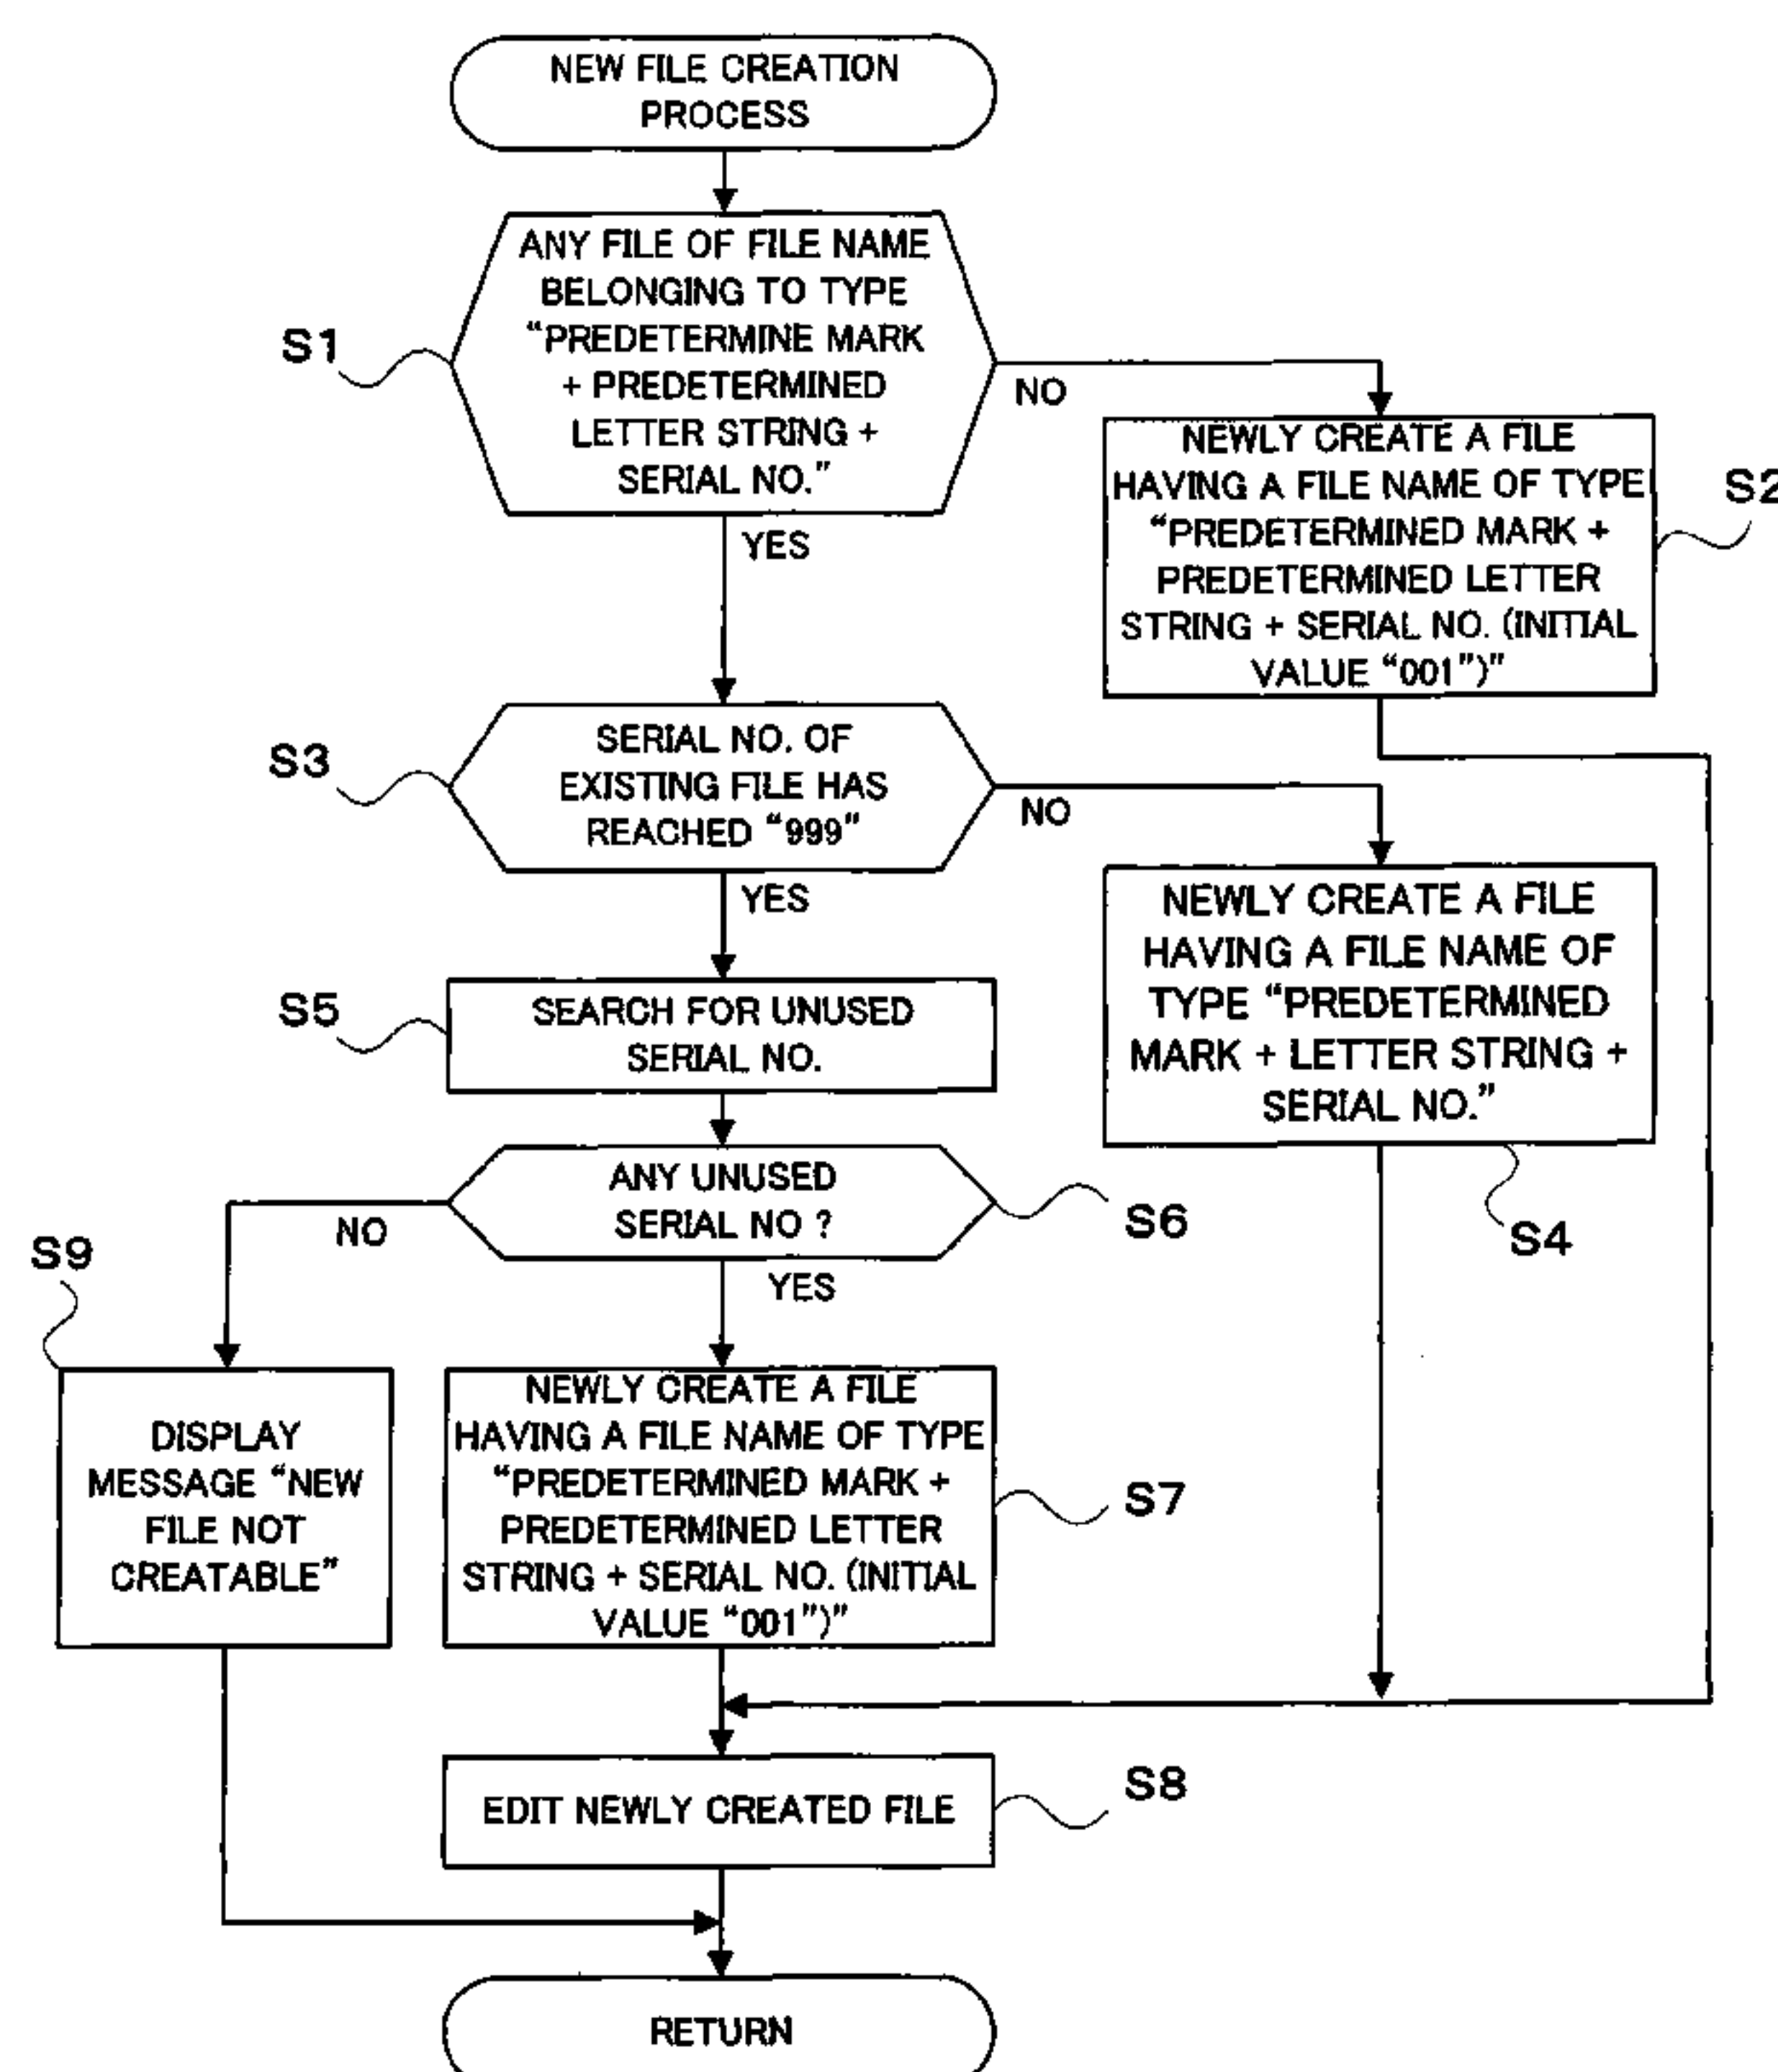 NEW FILE CREATION
PROCESS
S1
ANY FILE OF FILE NAME
BELONGING TO TYPE
“PREDETERMINE MARK
+ PREDETERMINED
LETTER STRING +
SERIAL NO.”
NO
YES
NEWLY CREATE A FILE
HAVING A FILE NAME OF TYPE
“PREDETERMINED MARK +
PREDETERMINED LETTER
STRING + SERIAL NO. (INITIAL
VALUE “001”)”
S2
S3
SERIAL NO. OF
EXISTING FILE HAS
REACHED “999”
NO
YES
NEWLY CREATE A FILE
HAVING A FILE NAME OF
TYPE “PREDETERMINED
MARK + LETTER STRING +
SERIAL NO.”
S4
S5
SEARCH FOR UNUSED
SERIAL NO.
ANY UNUSED
SERIAL NO ?
S6
NO
YES
S9
DISPLAY
MESSAGE “NEW
FILE NOT
CREATABLE”
NEWLY CREATE A FILE
HAVING A FILE NAME OF TYPE
“PREDETERMINED MARK +
PREDETERMINED LETTER
STRING + SERIAL NO. (INITIAL
VALUE “001”)”
S7
EDIT NEWLY CREATED FILE
S8
RETURN